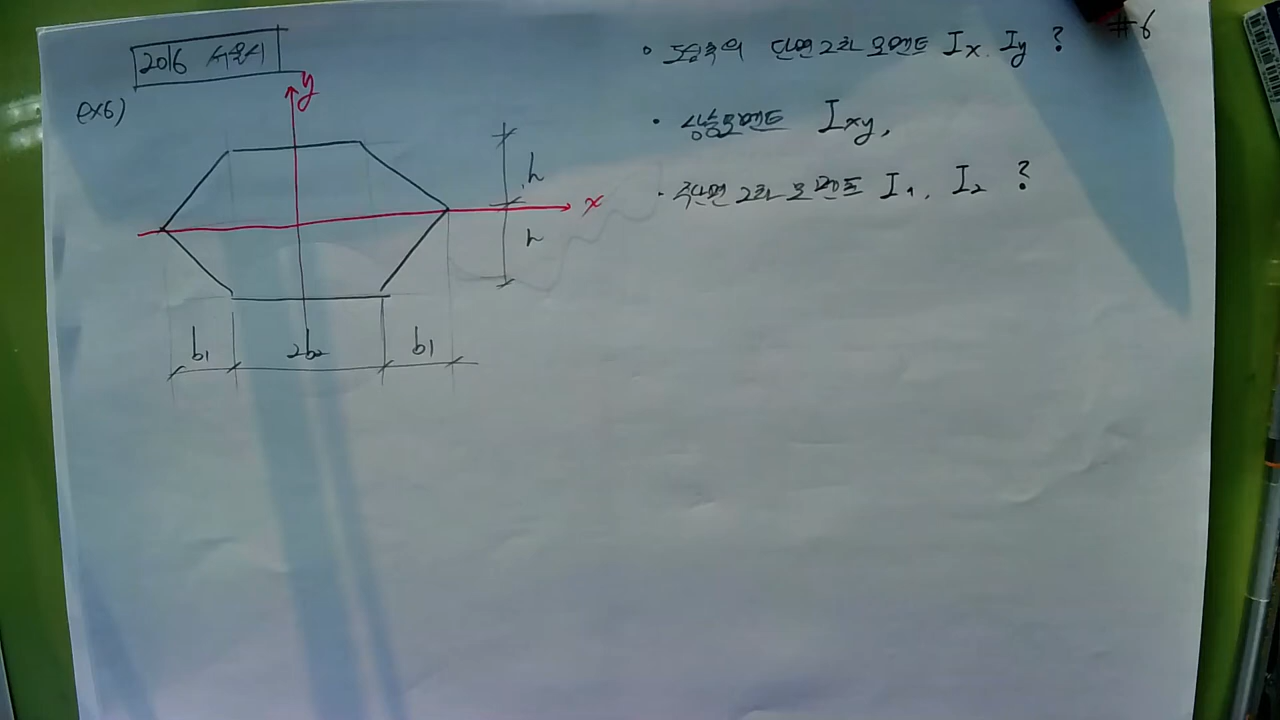 2016 서울시
#6
ex6)
• 도심축의 단면2차 모멘트 Ix. Iy ?
• 상승모멘트 Ixy,
• 주단면 2차 모멘트 I1, I2 ?
y
x
h
h
b1 2b2 b1